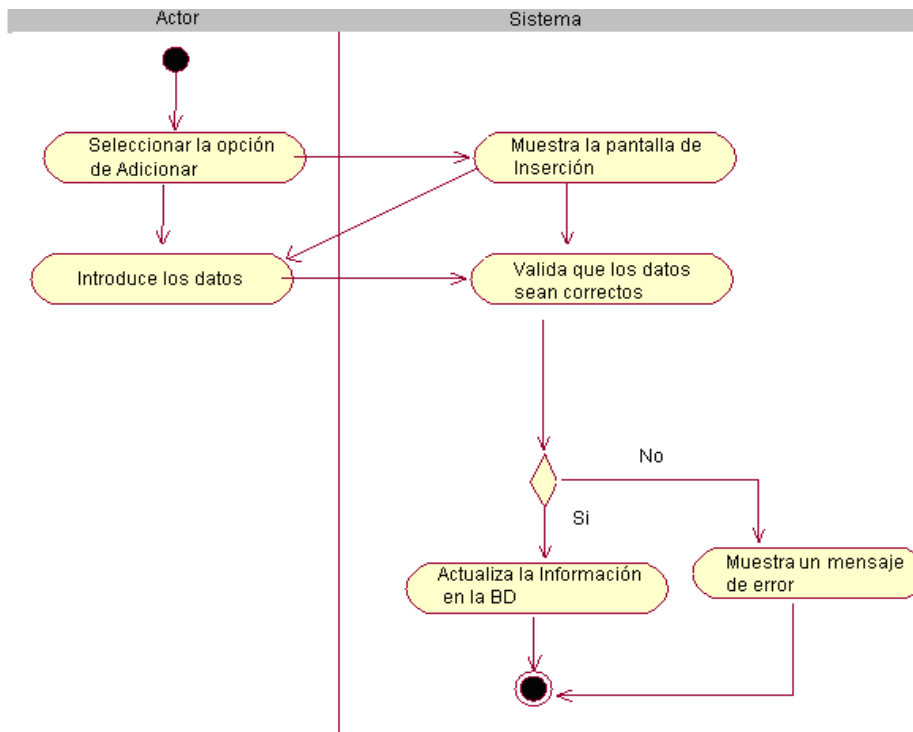 Actor
Sistema
Seleccionar la opción
de Adicionar
Muestra la pantalla de
Inserción
Introduce los datos
Valida que los datos
sean correctos
No
Si
Actualiza la Información
en la BD
Muestra un mensaje
de error